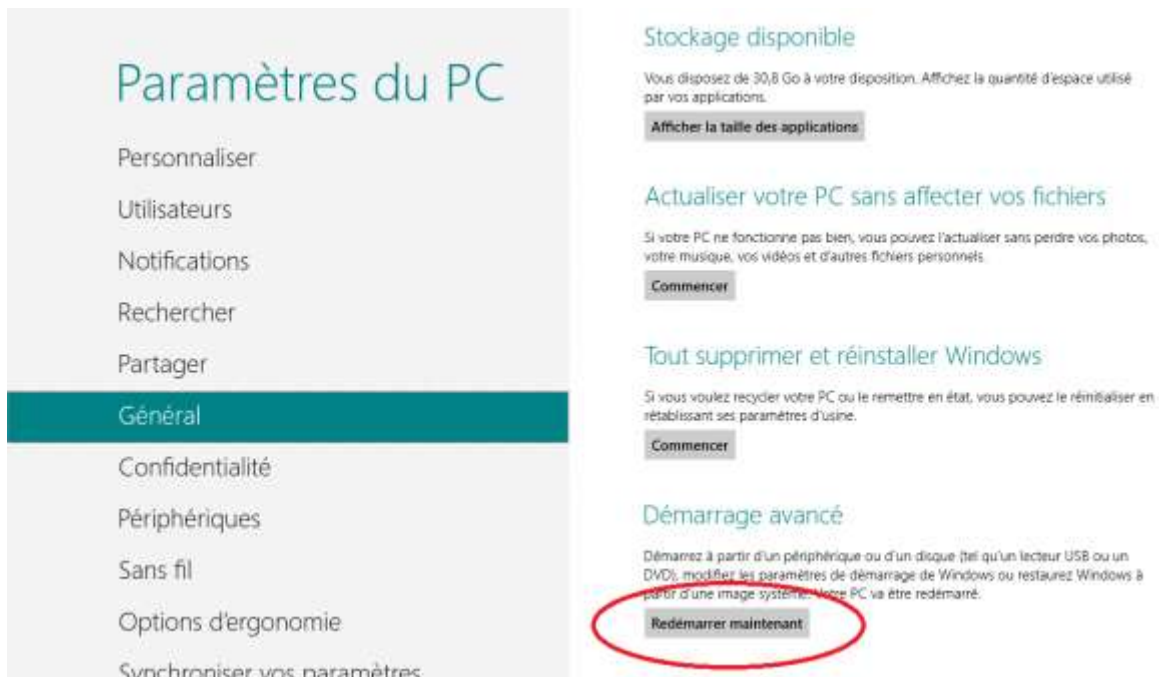 Paramètres du PC
Personnaliser
Utilisateurs
Notifications
Rechercher
Partager
Général
Confidentialité
Périphériques
Sans fil
Options d'ergonomie
Synchroniser vos paramètres
Stockage disponible
Vous disposez de 30,8 Go à votre disposition. Affichez la quantité d'espace utilisé
par vos applications.
Afficher la taille des applications
Actualiser votre PC sans affecter vos fichiers
Si votre PC ne fonctionne pas bien, vous pouvez l'actualiser sans perdre vos photos,
votre musique, vos vidéos et d'autres fichiers personnels.
Commencer
Tout supprimer et réinstaller Windows
Si vous voulez recycler votre PC ou le remettre en état, vous pouvez le réinitialiser en
rétablissant ses paramètres d'usine.
Commencer
Démarrage avancé
Démarrez à partir d'un périphérique ou d'un disque (tel qu'un lecteur USB ou un
DVD), modifiez les paramètres de démarrage de Windows ou restaurez Windows à
partir d'une image système. Votre PC va être redémarré.
Redémarrer maintenant